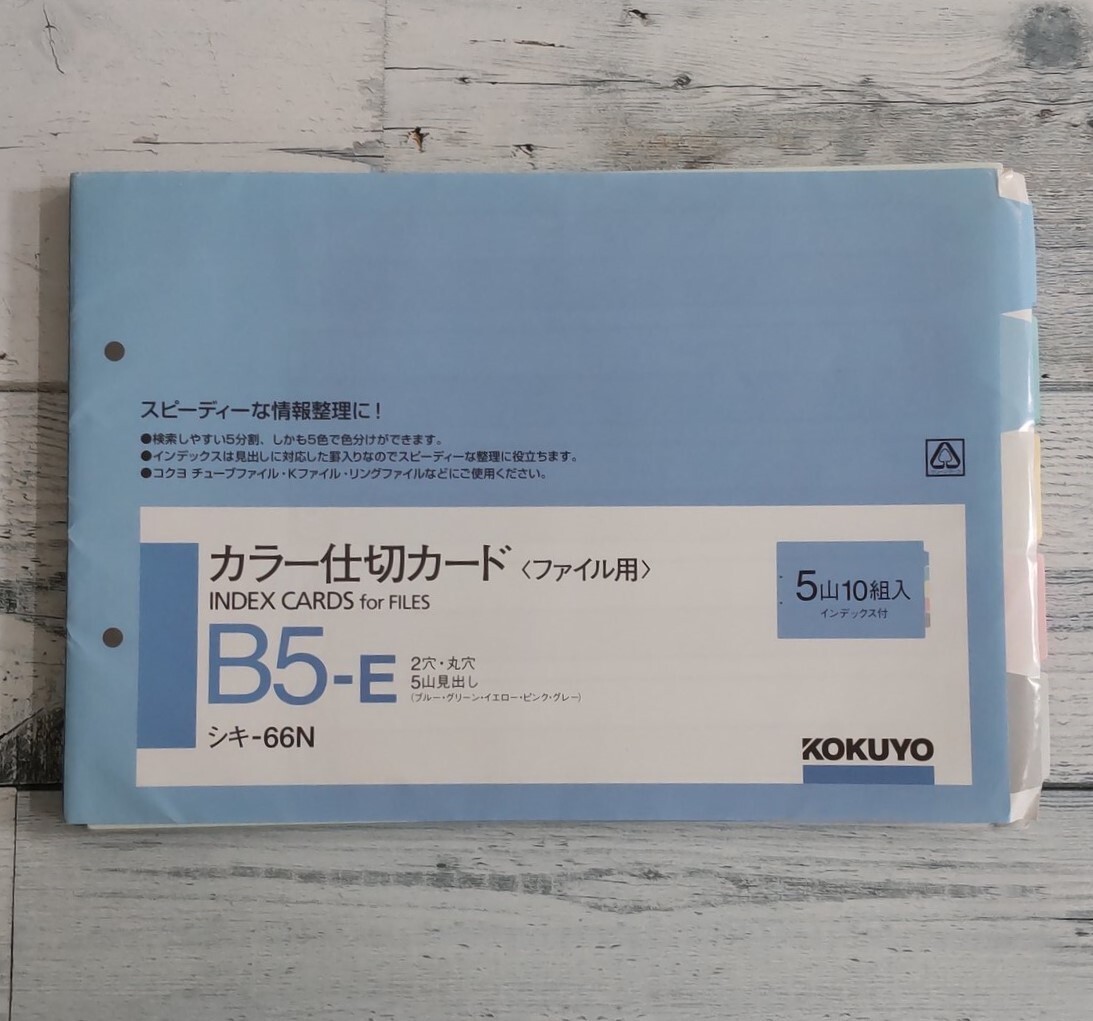 スピーディーな情報整理に!
●検索しやすい5分割、しかも5色で色分けができます。
●インデックスは見出しに対応した罫入りなのでスピーディーな整理に役立ちます。
●コクヨ チューブファイル・Kファイル・リングファイルなどにご使用ください。
カラー仕切カード〈ファイル用〉
INDEX CARDS for FILES
B5-E
2穴・丸穴
5山見出し
(ブルー・グリーン・イエロー・ピンク・グレー)
シキ-66N
5山10組入
インデックス付
KOKUYO